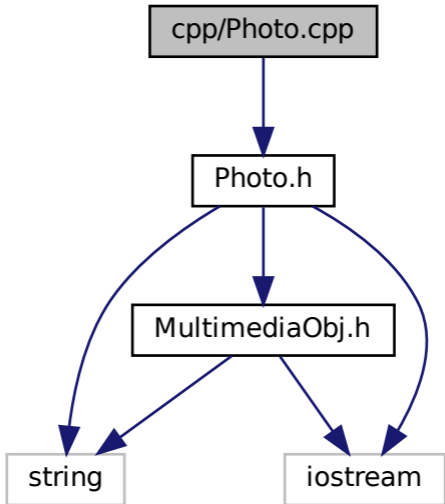 cpp/Photo.cpp
Photo.h
MultimediaObj.h
string
iostream